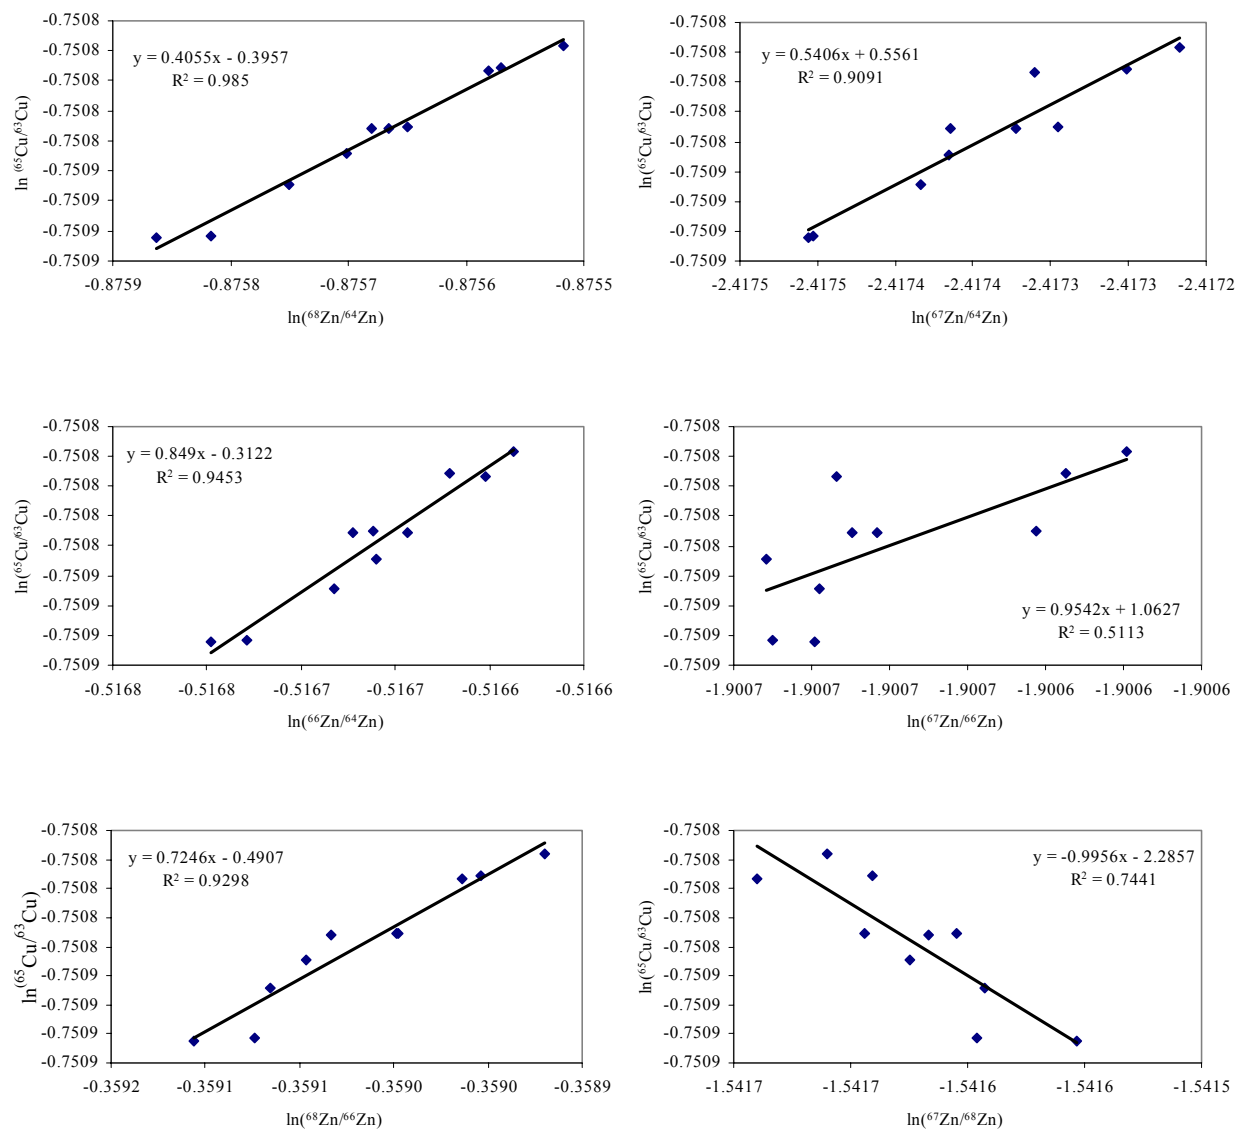 -0.7508
-0.7508
-0.7508
-0.7508
-0.7508
-0.7509
-0.7509
-0.7509
-0.7509
ln (⁶⁵Cu/⁶³Cu)
y = 0.4055x - 0.3957
R² = 0.985
-0.8759 -0.8758 -0.8757 -0.8756 -0.8755
ln(⁶⁸Zn/⁶⁴Zn)
-0.7508
-0.7508
-0.7508
-0.7508
-0.7508
-0.7509
-0.7509
-0.7509
-0.7509
ln(⁶⁵Cu/⁶³Cu)
y = 0.5406x + 0.5561
R² = 0.9091
-2.4175 -2.4175 -2.4174 -2.4174 -2.4173 -2.4173 -2.4172
ln(⁶⁷Zn/⁶⁴Zn)
-0.7508
-0.7508
-0.7508
-0.7508
-0.7508
-0.7509
-0.7509
-0.7509
-0.7509
ln(⁶⁵Cu/⁶³Cu)
y = 0.849x - 0.3122
R² = 0.9453
-0.5168 -0.5168 -0.5167 -0.5167 -0.5166 -0.5166
ln(⁶⁶Zn/⁶⁴Zn)
-0.7508
-0.7508
-0.7508
-0.7508
-0.7508
-0.7509
-0.7509
-0.7509
-0.7509
ln(⁶⁵Cu/⁶³Cu)
y = 0.9542x + 1.0627
R² = 0.5113
-1.9007 -1.9007 -1.9007 -1.9006 -1.9006 -1.9006
ln(⁶⁷Zn/⁶⁶Zn)
-0.7508
-0.7508
-0.7508
-0.7508
-0.7508
-0.7509
-0.7509
-0.7509
-0.7509
ln(⁶⁵Cu/⁶³Cu)
y = 0.7246x - 0.4907
R² = 0.9298
-0.3592 -0.3591 -0.3591 -0.3590 -0.3590 -0.3589
ln(⁶⁸Zn/⁶⁶Zn)
-0.7508
-0.7508
-0.7508
-0.7508
-0.7508
-0.7509
-0.7509
-0.7509
-0.7509
ln(⁶⁵Cu/⁶³Cu)
y = -0.9956x - 2.2857
R² = 0.7441
-1.5417 -1.5417 -1.5416 -1.5416 -1.5415
ln(⁶⁷Zn/⁶⁸Zn)